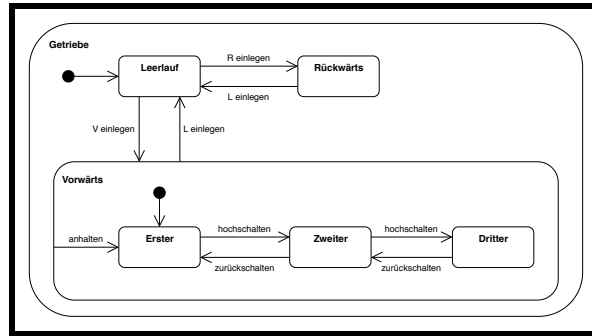 Getriebe
Leerlauf
R einlegen
Rückwärts
L einlegen
V einlegen
L einlegen
Vorwärts
anhalten
Erster
hochschalten
Zweiter
hochschalten
Dritter
zurückschalten
zurückschalten